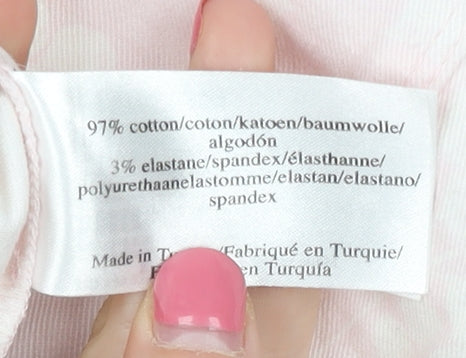 97% cotton/coton/katoen/baumwolle/
algodón
3% elastane/spandex/élasthanne/
polyurethaanelastomme/elastan/elastano/
spandex
Made in /Fabriqué en Turquie/
en Turquía